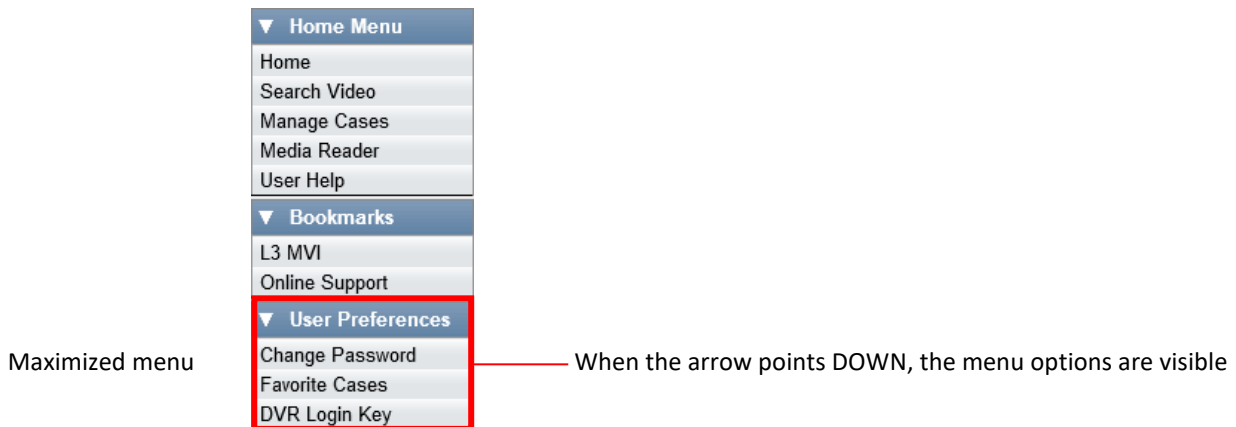 ▼ Home Menu
Home
Search Video
Manage Cases
Media Reader
User Help
▼ Bookmarks
L3 MVI
Online Support
▼ User Preferences
Change Password
Favorite Cases
DVR Login Key
Maximized menu
When the arrow points DOWN, the menu options are visible